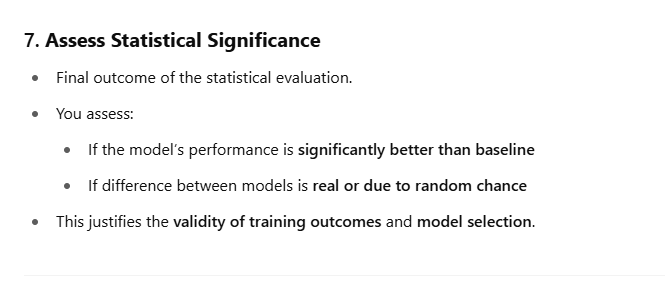 7. Assess Statistical Significance
• Final outcome of the statistical evaluation.
• You assess:
• If the model's performance is significantly better than baseline
• If difference between models is real or due to random chance
• This justifies the validity of training outcomes and model selection.